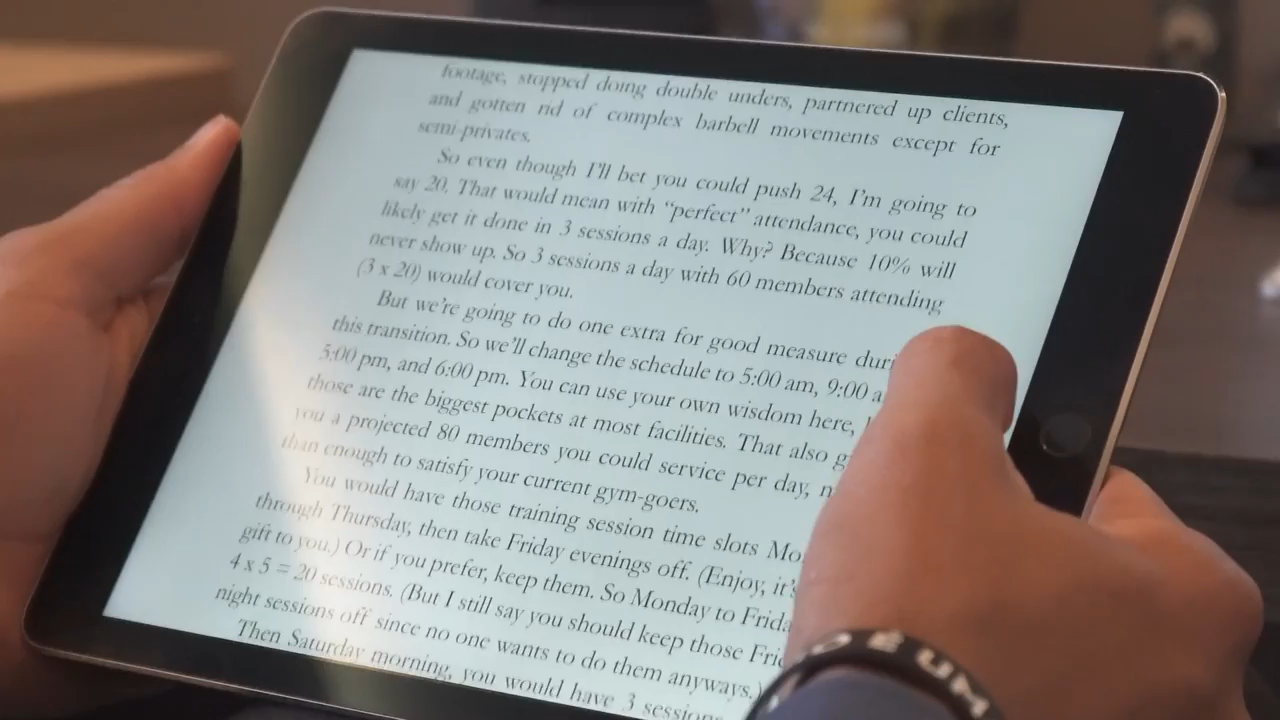 footage, stopped doing double unders, partnered up clients,
and gotten rid of complex barbell movements except for
semi-privates.
So even though I'll bet you could push 24, I'm going to
say 20. That would mean with “perfect” attendance, you could
likely get it done in 3 sessions a day. Why? Because 10% will
never show up. So 3 sessions a day with 60 members attending
(3 x 20) would cover you.
But we're going to do one extra for good measure
this transition. So we'll change the schedule to 5:00 am, 9:00
5:00 pm, and 6:00 pm. You can use your own wisdom here,
those are the biggest pockets at most facilities. That also
you a projected 80 members you could service per day,
than enough to satisfy your current gym-goers.
You would have those training session time slots
through Thursday, then take Friday evenings off. (Enjoy, it's
gift to you.) Or if you prefer, keep them. So Monday to
4 x 5 = 20 sessions. (But I still say you should keep those
night sessions off since no one wants to do them anyways.)
Then Saturday morning, you would have 3 sessions